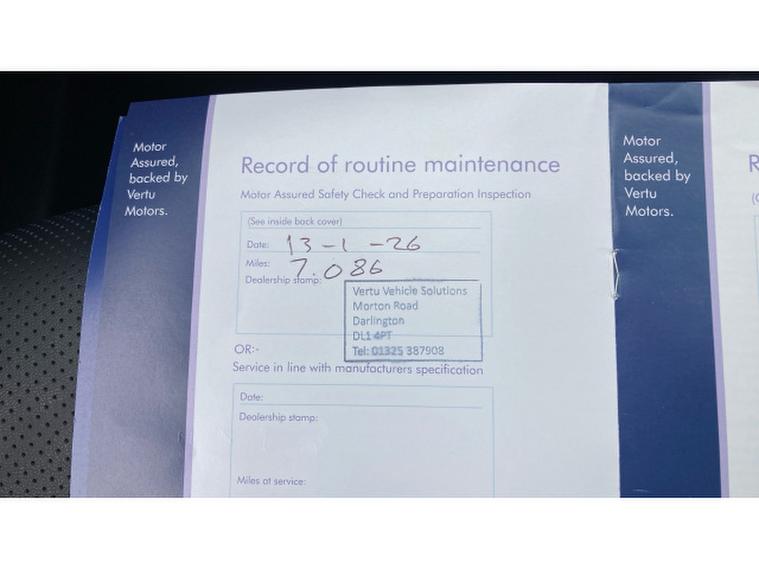 Motor
Assured,
backed by
Vertu
Motors.
Record of routine maintenance
Motor Assured Safety Check and Preparation Inspection
(See inside back cover)
Date: 13-1-26
Miles: 7.086
Dealership stamp:
Vertu Vehicle Solutions
Morton Road
Darlington
DL1 4PT
Tel: 01325 387908
OR:-
Service in line with manufacturers specification
Date:
Dealership stamp:
Miles at service:
Motor
Assured,
backed by
Vertu
Motors.
R
(